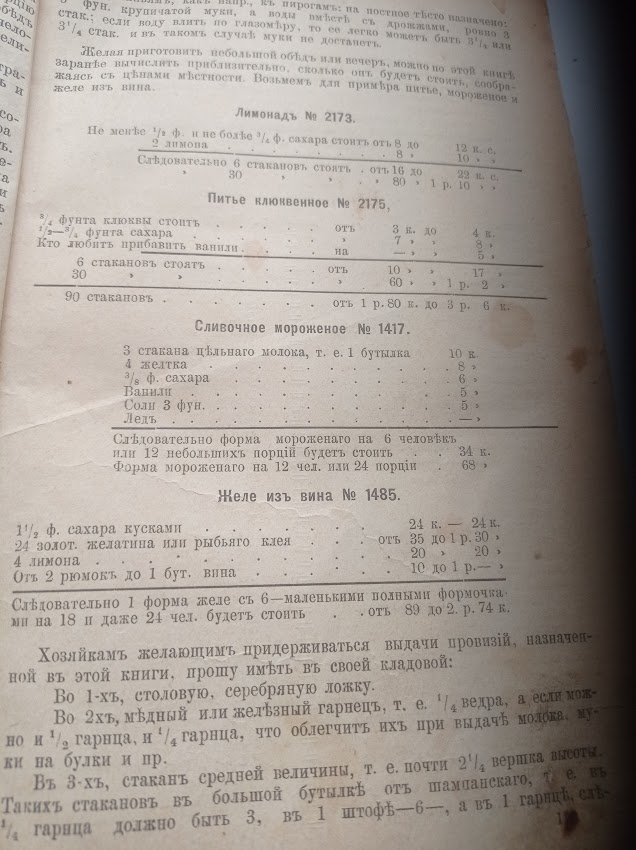 какъ напр., къ пирогамъ; на постное тѣсто назначено:
фун. крупичатой муки, а воды вмѣстѣ съ дрожжами, ровно 3
стак.; если воду влить по глазомѣру, то ее легко можетъ быть 3¹/₂ или
3¹/₄ стак. и въ такомъ случаѣ муки не достанетъ.
Желая приготовить небольшой обѣдъ или вечеръ, можно по этой книгѣ
заранѣе вычислить приблизительно, сколько онъ будетъ стоить, сообра-
жаясь съ цѣнами мѣстности. Возьмемъ для примѣра питье, мороженое и
желе изъ вина.
Лимонадъ № 2173.
Не менѣе ¹/₂ ф. и не болѣе ³/₄ ф. сахара стоитъ отъ 8 до 12 к. с.
2 лимона . . . . . . . . 8 » 10 » »
Слѣдовательно 6 стакановъ стоятъ . отъ 16 до 22 к. с.
» 30 » » . » 80 » 1 р. 10 » »
Питье клюквенное № 2175,
³/₄ фунта клюквы стоитъ . . . . . отъ 3 к. до 4 к.
¹/₂—³/₄ фунта сахара . . . . . . » 7 » » 8 »
Кто любитъ прибавить ванили . . . . на — » » 5 »
6 стакановъ стоятъ . . . . . отъ 10 » » 17 »
30 » » . . . . . » 60 » » 1 р. 2 »
90 стакановъ . . . . . . . отъ 1 р. 80 к. до 3 р. 6 к.
Сливочное мороженое № 1417.
3 стакана цѣльнаго молока, т. е. 1 бутылка 10 к
4 желтка . . . . . . . . 8 »
³/₈ ф. сахара . . . . . . . 6 »
Ванили . . . . . . . . 5 »
Соли 3 фун. . . . . . . . 5 »
Ледъ . . . . . . . . — »
Слѣдовательно форма мороженаго на 6 человѣкъ
или 12 небольшихъ порцій будетъ стоить . . 34 к.
Форма мороженаго на 12 чел. или 24 порціи . 68 »
Желе изъ вина № 1485.
1¹/₂ ф. сахара кусками . . . . . . 24 к. — 24 к.
24 золот. желатина или рыбьяго клея . . . отъ 35 до 1 р. 30 »
4 лимона . . . . . . . . 20 » 20 »
Отъ 2 рюмокъ до 1 бут. вина . . . . . 10 до 1 р.— »
Слѣдовательно 1 форма желе съ 6—маленькими полными формочка-
ми на 18 и даже 24 чел. будетъ стоить . . отъ 89 до 2. р. 74 к.
Хозяйкамъ желающимъ придерживаться выдачи провизій, назначен-
ной въ этой книги, прошу имѣть въ своей кладовой:
Во 1-хъ, столовую, серебряную ложку.
Во 2хъ, мѣдный или желѣзный гарнецъ, т. е. ¹/₄ ведра, а если мож-
но и ¹/₂ гарнца, и ¹/₄ гарнца, что облегчитъ ихъ при выдачѣ молока, му-
ки на булки и пр.
Въ 3-хъ, стаканъ средней величины, т. е. почти 2¹/₄ вершка высоты.
Такихъ стакановъ въ большой бутылкѣ отъ шампанскаго, т. е. въ
¹/₄ гарнца должно быть 3, въ 1 штофѣ—6—, а въ 1 гарнцѣ, слѣ-